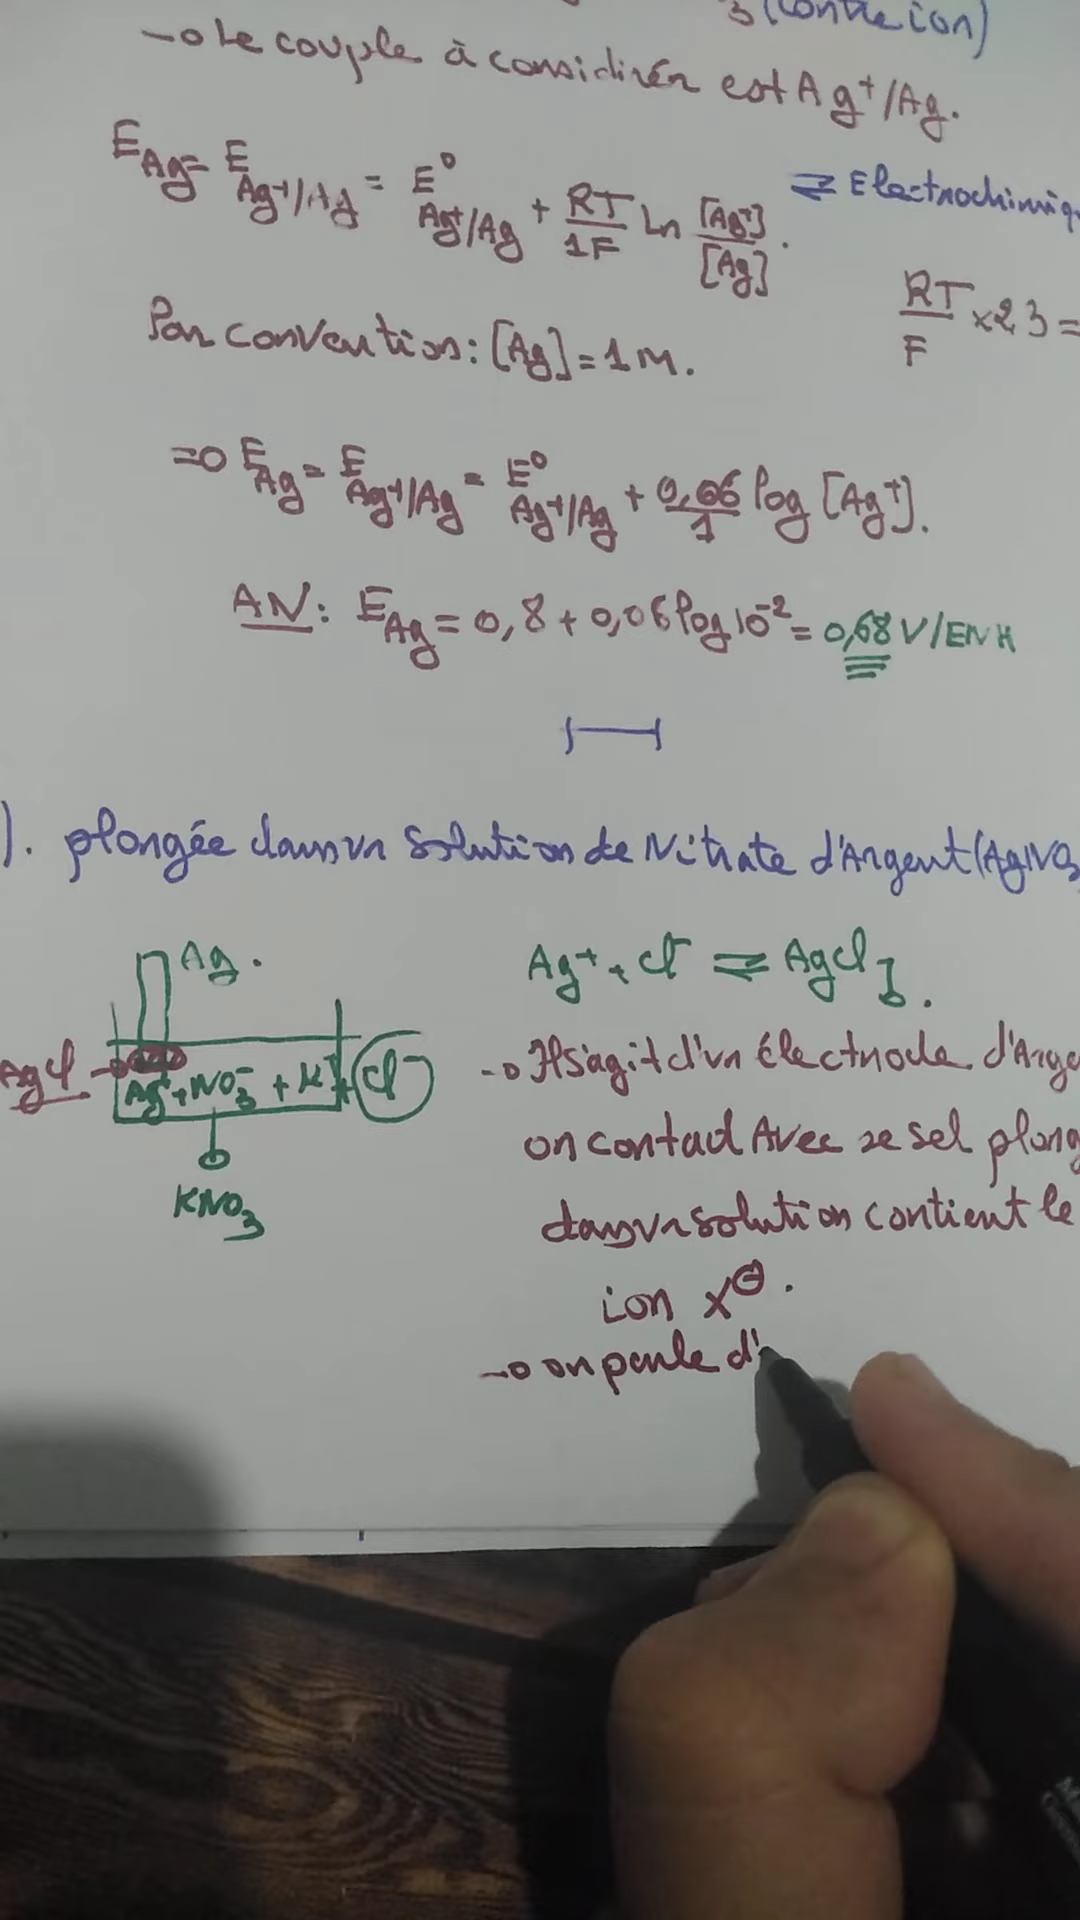 3 (Contre ion)
→ Le couple à considirér est Ag⁺/Ag.
E_Ag = E_Ag⁺/Ag = E⁰_Ag⁺/Ag + RT/1F Ln [Ag⁺]/[Ag].
⇌ Electrochimiq
RT/F × 2 3 =
Par convention : [Ag] = 1 M.
⇒ E_Ag = E_Ag⁺/Ag = E⁰_Ag⁺/Ag + 0,06/1 log [Ag⁺].
AN : E_Ag = 0,8 + 0,06 log 10⁻² = 0,68 V/ENH
). plongée dans un Solution de Nitrate d'Argent (AgNO3
Ag.
Ag⁺ + Cl⁻ ⇌ AgCl↓.
AgCl
Ag⁺ + NO₃⁻ + K⁺ + Cl⁻
KNO₃
→ Il s'agit d'un électrode d'Arge
on contact Avec se sel plong
dans un solution contient le
ion X⊖.
→ on parle d'